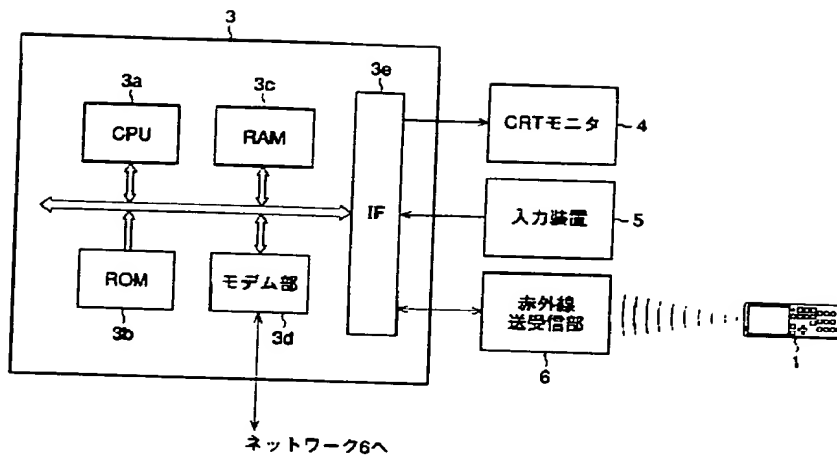 3
3a
CPU
3c
RAM
3e
IF
CRTモニタ
4
入力装置
5
ROM
3b
モデム部
3d
赤外線
送受信部
6
1
ネットワーク6へ